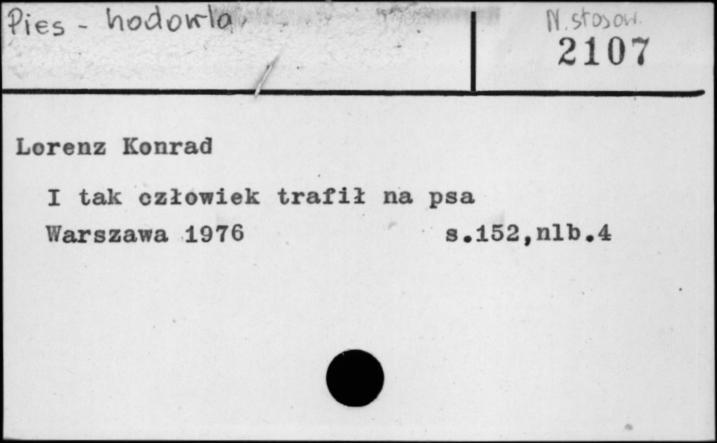 Pies - hodowla
N. stosow.
2107
Lorenz Konrad
I tak człowiek trafił na psa
Warszawa 1976 s.152,nlb.4